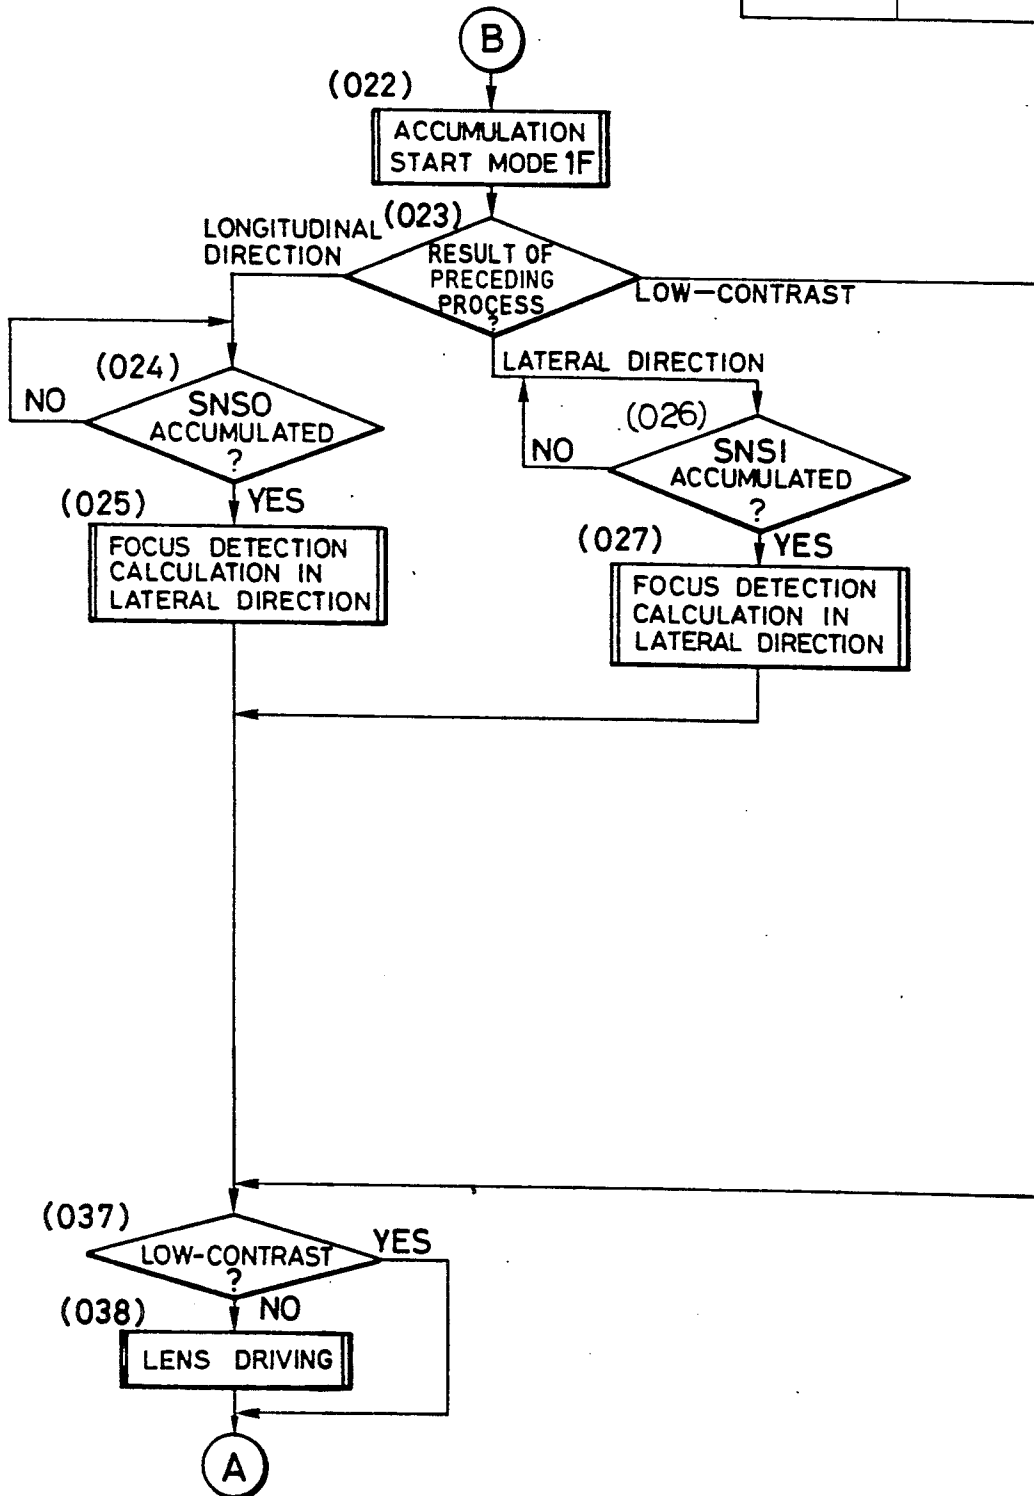 B
(022)
ACCUMULATION
START MODE 1F
(023)
LONGITUDINAL
DIRECTION
RESULT OF
PRECEDING
PROCESS
?
LOW-CONTRAST
LATERAL DIRECTION
(024)
NO
SNS0
ACCUMULATED
?
YES
(026)
NO
SNS1
ACCUMULATED
?
YES
(025)
FOCUS DETECTION
CALCULATION IN
LATERAL DIRECTION
(027)
FOCUS DETECTION
CALCULATION IN
LATERAL DIRECTION
(037)
LOW-CONTRAST
?
YES
NO
(038)
LENS DRIVING
A